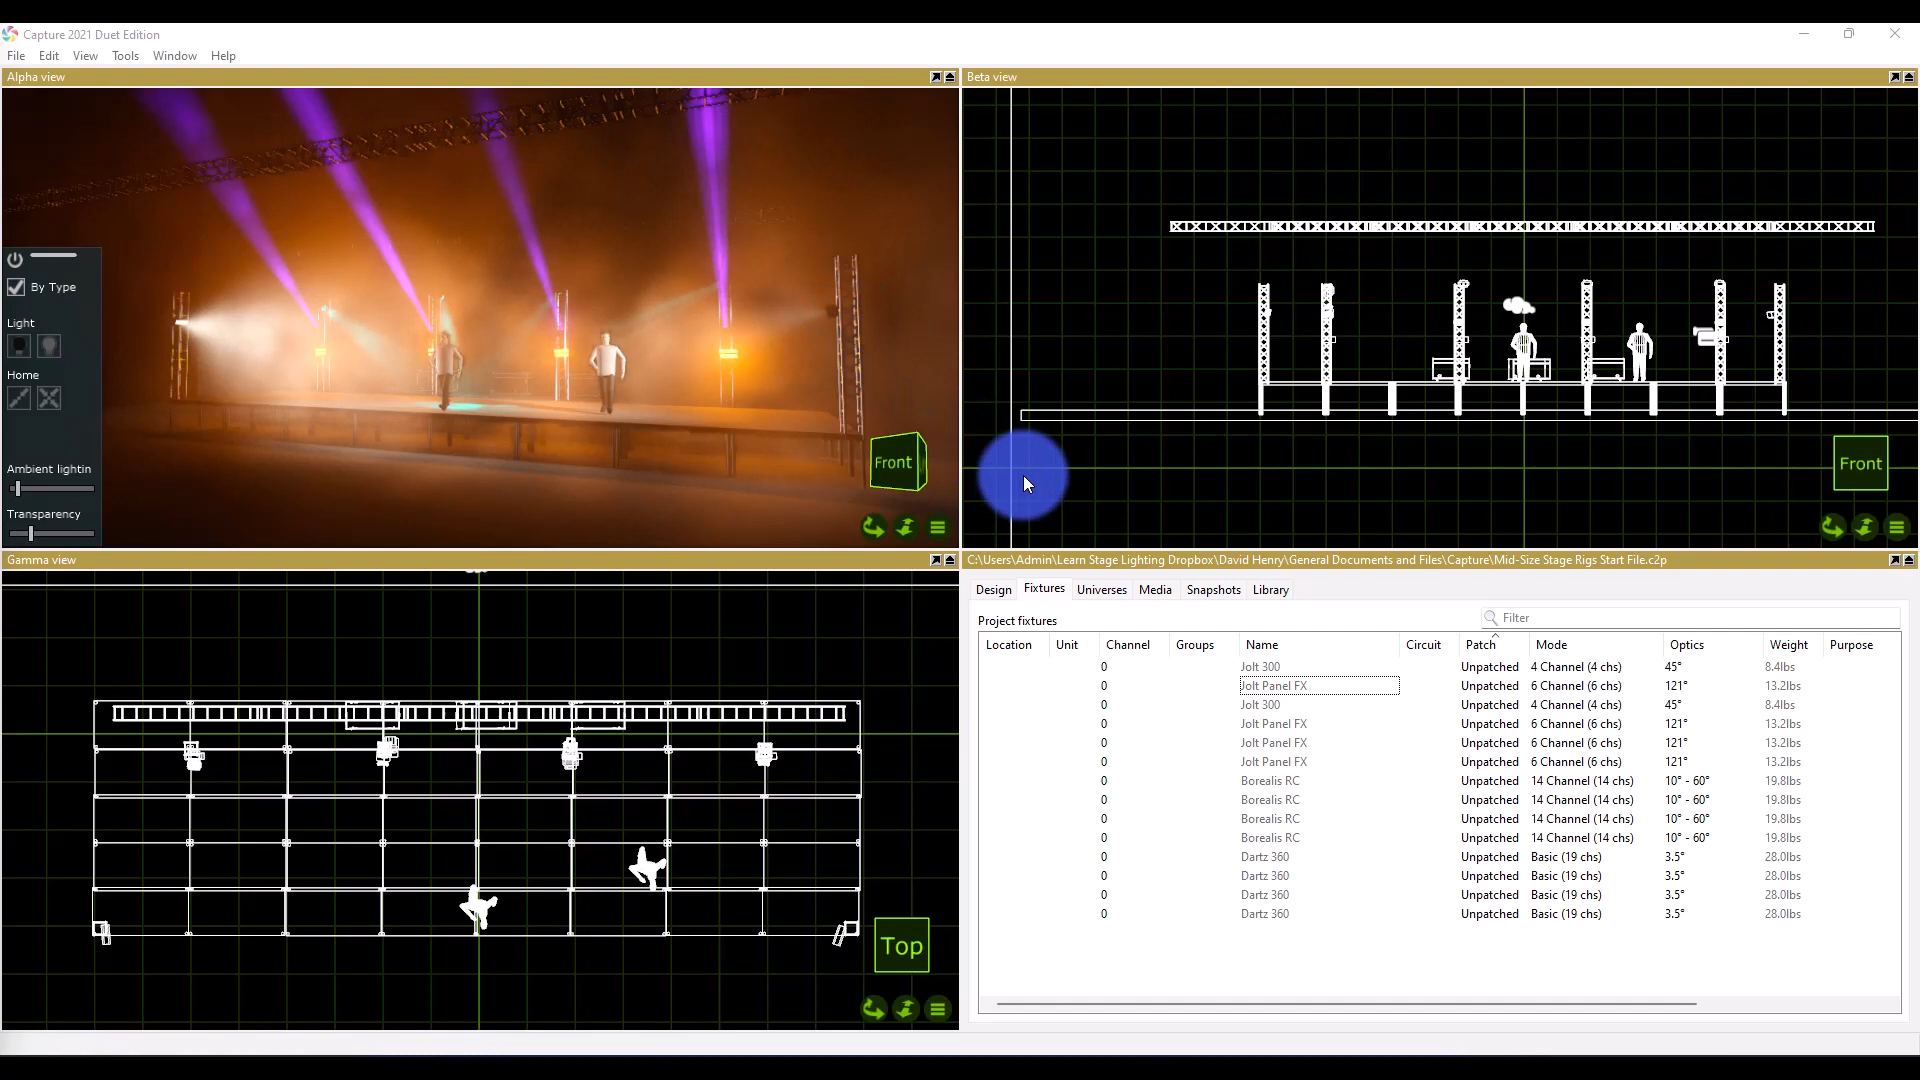 Capture 2021 Duet Edition
File Edit View Tools Window Help
Alpha view
By Type
Light
Home
Ambient lightin
Transparency
Front
Beta view
Front
Gamma view
Top
C:\Users\Admin\Learn Stage Lighting Dropbox\David Henry\General Documents and Files\Capture\Mid-Size Stage Rigs Start File.c2p
Design Fixtures Universes Media Snapshots Library
Project fixtures Filter
Location Unit Channel Groups Name Circuit Patch Mode Optics Weight Purpose
0 Jolt 300 Unpatched 4 Channel (4 chs) 45° 8.4lbs
0 Jolt Panel FX Unpatched 6 Channel (6 chs) 121° 13.2lbs
0 Jolt 300 Unpatched 4 Channel (4 chs) 45° 8.4lbs
0 Jolt Panel FX Unpatched 6 Channel (6 chs) 121° 13.2lbs
0 Jolt Panel FX Unpatched 6 Channel (6 chs) 121° 13.2lbs
0 Jolt Panel FX Unpatched 6 Channel (6 chs) 121° 13.2lbs
0 Borealis RC Unpatched 14 Channel (14 chs) 10° - 60° 19.8lbs
0 Borealis RC Unpatched 14 Channel (14 chs) 10° - 60° 19.8lbs
0 Borealis RC Unpatched 14 Channel (14 chs) 10° - 60° 19.8lbs
0 Borealis RC Unpatched 14 Channel (14 chs) 10° - 60° 19.8lbs
0 Dartz 360 Unpatched Basic (19 chs) 3.5° 28.0lbs
0 Dartz 360 Unpatched Basic (19 chs) 3.5° 28.0lbs
0 Dartz 360 Unpatched Basic (19 chs) 3.5° 28.0lbs
0 Dartz 360 Unpatched Basic (19 chs) 3.5° 28.0lbs